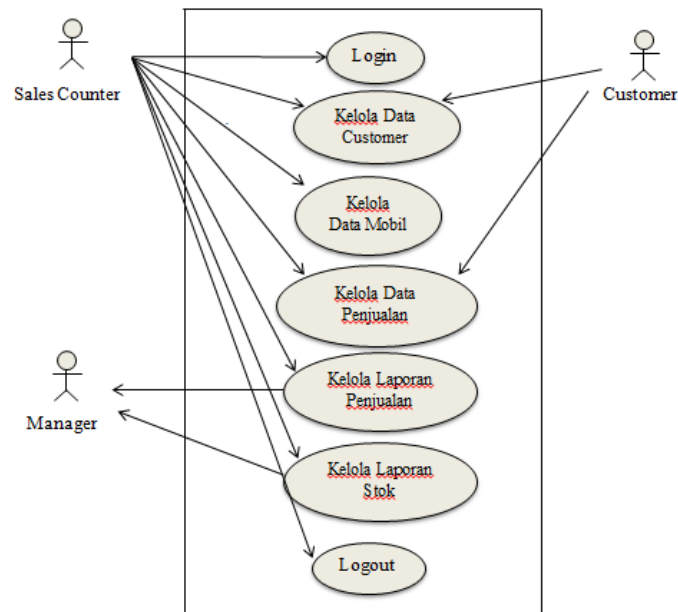 Login
Sales Counter
Customer
Kelola Data
Customer
Kelola
Data Mobil
Kelola Data
Penjualan
Kelola Laporan
Penjualan
Manager
Kelola Laporan
Stok
Logout